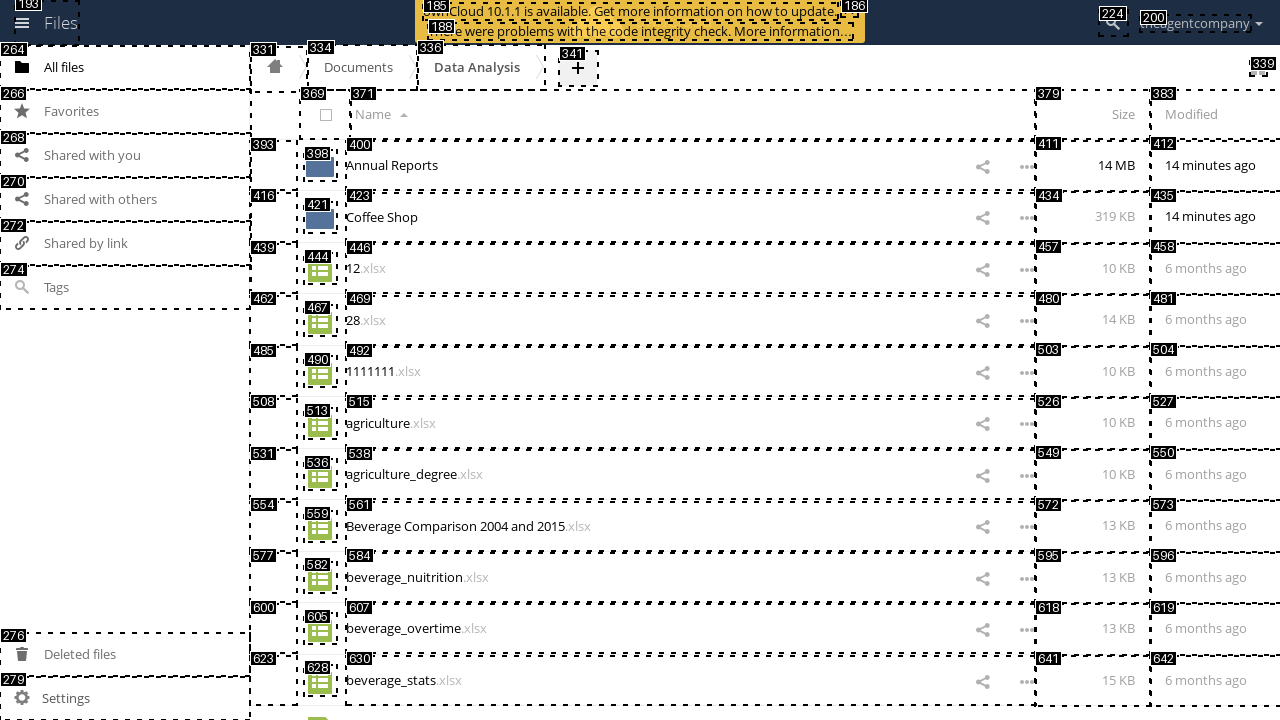 193
Files
185
ownCloud 10.1.1 is available. Get more information on how to update.
186
188
There were problems with the code integrity check. More information…
224
200
theagentcompany
264
All files
331
334
Documents
336
Data Analysis
341
+
339
266
Favorites
369
371
Name
379
Size
383
Modified
268
Shared with you
393
398
400
Annual Reports
411
14 MB
412
14 minutes ago
270
Shared with others
416
421
423
Coffee Shop
434
319 KB
435
14 minutes ago
272
Shared by link
439
444
446
12.xlsx
457
10 KB
458
6 months ago
274
Tags
462
467
469
28.xlsx
480
14 KB
481
6 months ago
485
490
492
1111111.xlsx
503
10 KB
504
6 months ago
508
513
515
agriculture.xlsx
526
10 KB
527
6 months ago
531
536
538
agriculture_degree.xlsx
549
10 KB
550
6 months ago
554
559
561
Beverage Comparison 2004 and 2015.xlsx
572
13 KB
573
6 months ago
577
582
584
beverage_nuitrition.xlsx
595
13 KB
596
6 months ago
600
605
607
beverage_overtime.xlsx
618
13 KB
619
6 months ago
276
Deleted files
623
628
630
beverage_stats.xlsx
641
15 KB
642
6 months ago
279
Settings